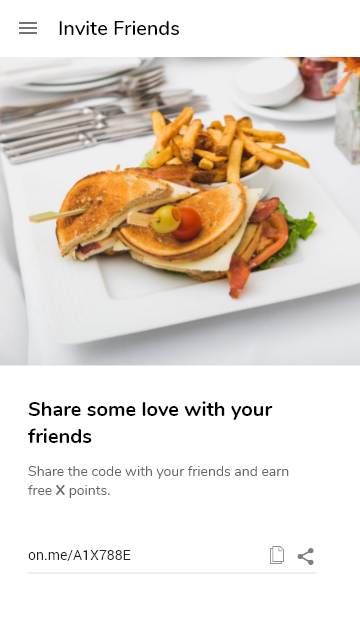 Invite Friends
Share some love with your
friends
Share the code with your friends and earn
free X points.
on.me/A1X788E